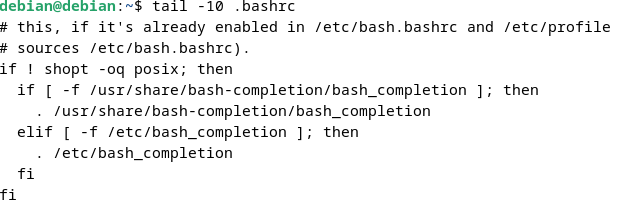 debian@debian:~$ tail -10 .bashrc
# this, if it's already enabled in /etc/bash.bashrc and /etc/profile
# sources /etc/bash.bashrc).
if ! shopt -oq posix; then
  if [ -f /usr/share/bash-completion/bash_completion ]; then
    . /usr/share/bash-completion/bash_completion
  elif [ -f /etc/bash_completion ]; then
    . /etc/bash_completion
  fi
fi